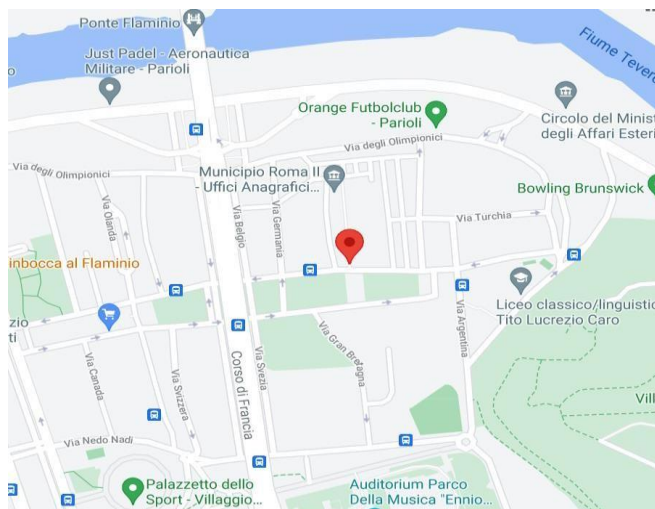 Ponte Flaminio
Just Padel - Aeronautica
Militare - Parioli
Fiume Tevere
Orange Futbolclub
- Parioli
Circolo del Minist
degli Affari Esteri
Via degli Olimpionici
Via degli Olimpionici
Municipio Roma II
- Uffici Anagrafici...
Bowling Brunswick
Via Olanda
Via Belgio
Via Germania
Via Turchia
inbocca al Flaminio
Liceo classico/linguistic
Tito Lucrezio Caro
Via Argentina
zio
ti
Via Canada
Via Svizzera
Corso di Francia
Via Svezia
Via Gran Bretagna
Vill
Via Nedo Nadi
Palazzetto dello
Sport - Villaggio...
Auditorium Parco
Della Musica "Ennio...